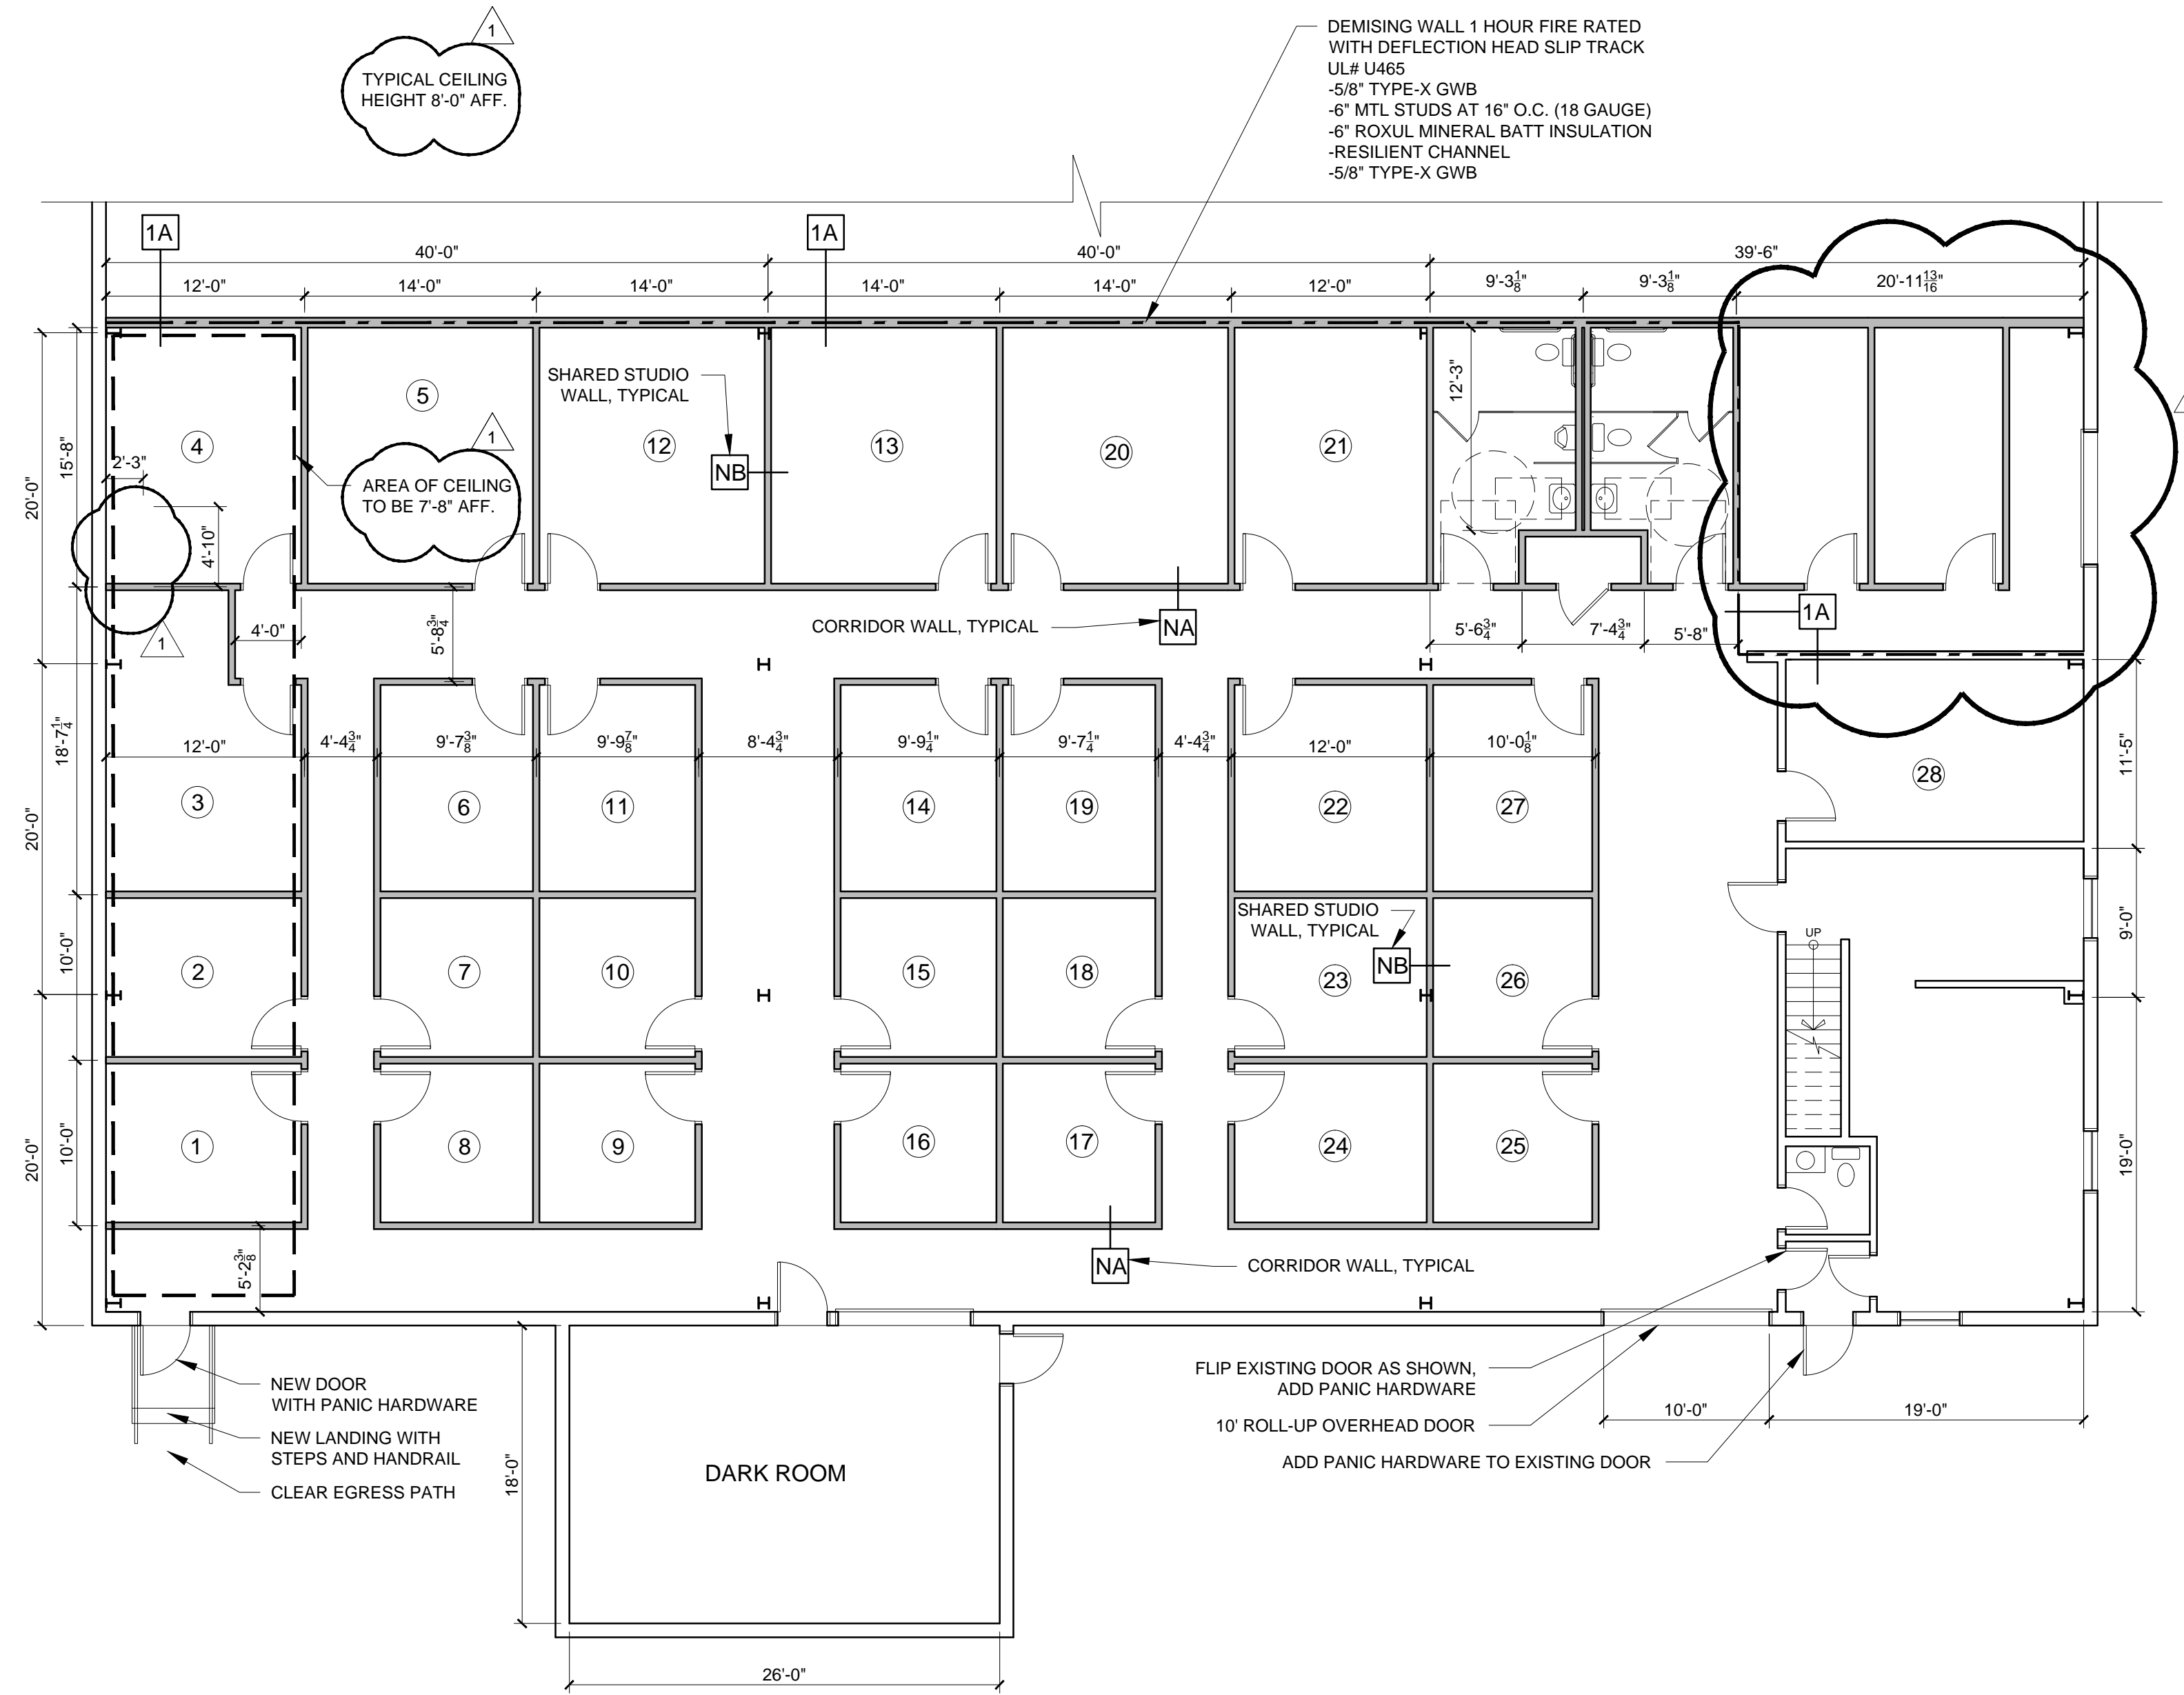 1
TYPICAL CEILING
HEIGHT 8'-0" AFF.
DEMISING WALL 1 HOUR FIRE RATED
WITH DEFLECTION HEAD SLIP TRACK
UL# U465
-5/8" TYPE-X GWB
-6" MTL STUDS AT 16" O.C. (18 GAUGE)
-6" ROXUL MINERAL BATT INSULATION
-RESILIENT CHANNEL
-5/8" TYPE-X GWB
1A
1A
40'-0"
40'-0"
39'-6"
12'-0"
14'-0"
14'-0"
14'-0"
14'-0"
12'-0"
9'-3 1/8"
9'-3 1/8"
20'-11 13/16"
20'-0"
15'-8"
4
5
12
13
20
21
12'-3"
SHARED STUDIO
WALL, TYPICAL
NB
1
AREA OF CEILING
TO BE 7'-8" AFF.
2'-3"
4'-10"
1
4'-0"
5'-8 3/4"
CORRIDOR WALL, TYPICAL
NA
5'-6 3/4"
7'-4 3/4"
5'-8"
1A
20'-0"
18'-7 1/4"
12'-0"
4'-4 3/4"
9'-7 3/8"
9'-9 7/8"
8'-4 3/4"
9'-9 1/4"
9'-7 1/4"
4'-4 3/4"
12'-0"
10'-0 1/8"
11'-5"
3
6
11
14
19
22
27
28
10'-0"
2
7
10
15
18
SHARED STUDIO
WALL, TYPICAL
NB
23
26
UP
9'-0"
20'-0"
10'-0"
1
8
9
16
17
24
25
19'-0"
5'-2 3/8"
NA
CORRIDOR WALL, TYPICAL
NEW DOOR
WITH PANIC HARDWARE
NEW LANDING WITH
STEPS AND HANDRAIL
CLEAR EGRESS PATH
18'-0"
DARK ROOM
26'-0"
FLIP EXISTING DOOR AS SHOWN,
ADD PANIC HARDWARE
10' ROLL-UP OVERHEAD DOOR
ADD PANIC HARDWARE TO EXISTING DOOR
10'-0"
19'-0"